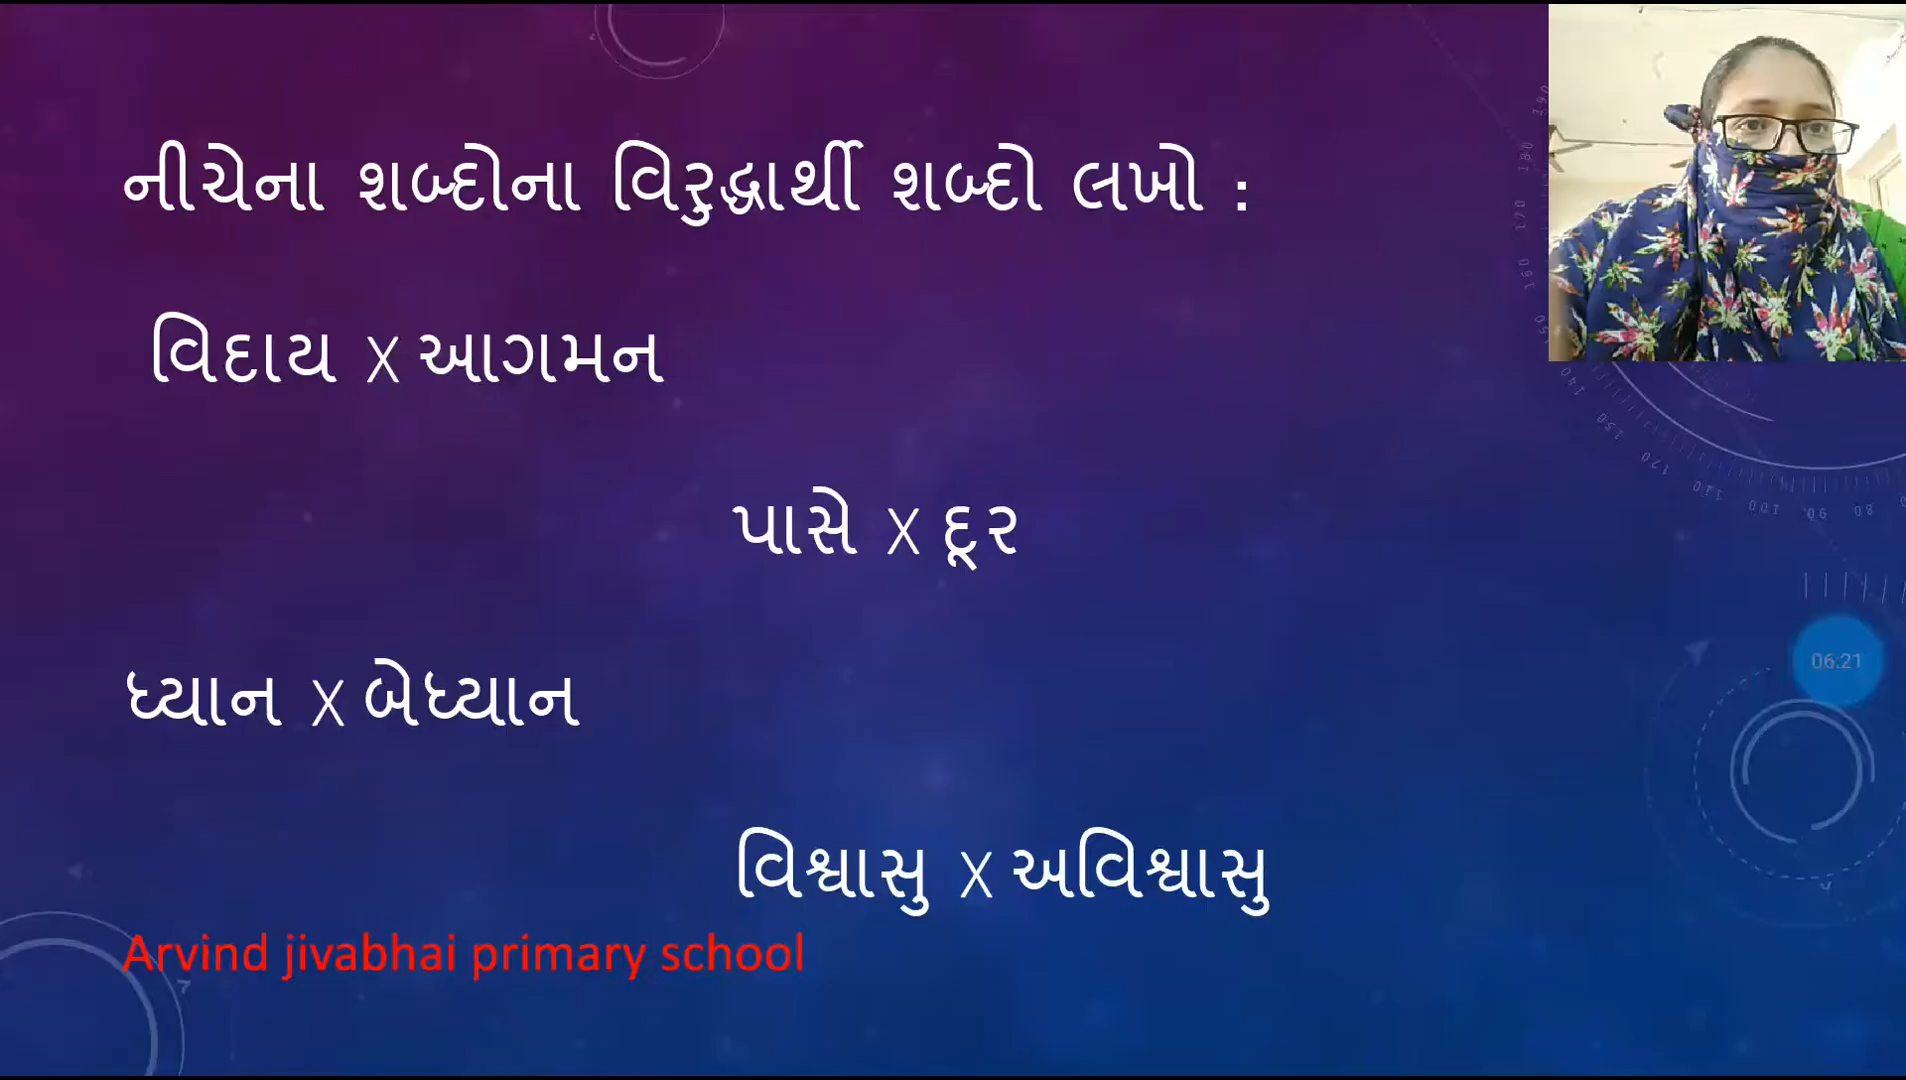 નીચેના શબ્દોના વિરુદ્ધાર્થી શબ્દો લખો :
વિદાય X આગમન
પાસે X દૂર
ધ્યાન X બેધ્યાન
વિશ્વાસુ X અવિશ્વાસુ
Arvind jivabhai primary school
06:21